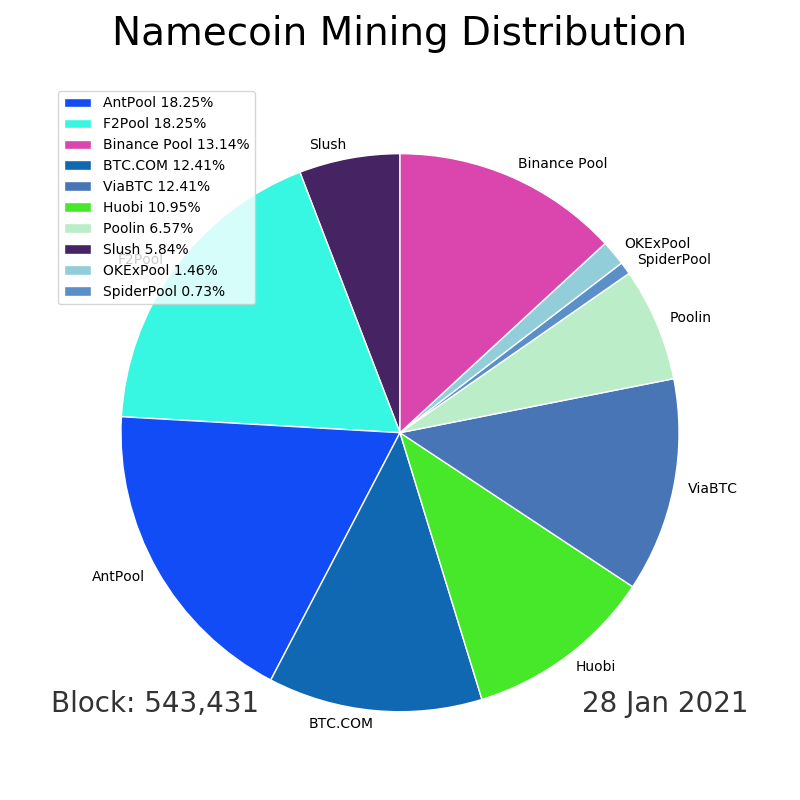 Namecoin Mining Distribution
AntPool 18.25%
F2Pool 18.25%
Binance Pool 13.14%
BTC.COM 12.41%
ViaBTC 12.41%
Huobi 10.95%
Poolin 6.57%
Slush 5.84%
OKExPool 1.46%
SpiderPool 0.73%
Slush
Binance Pool
OKExPool
SpiderPool
F2Pool
Poolin
ViaBTC
AntPool
Huobi
BTC.COM
Block: 543,431
28 Jan 2021